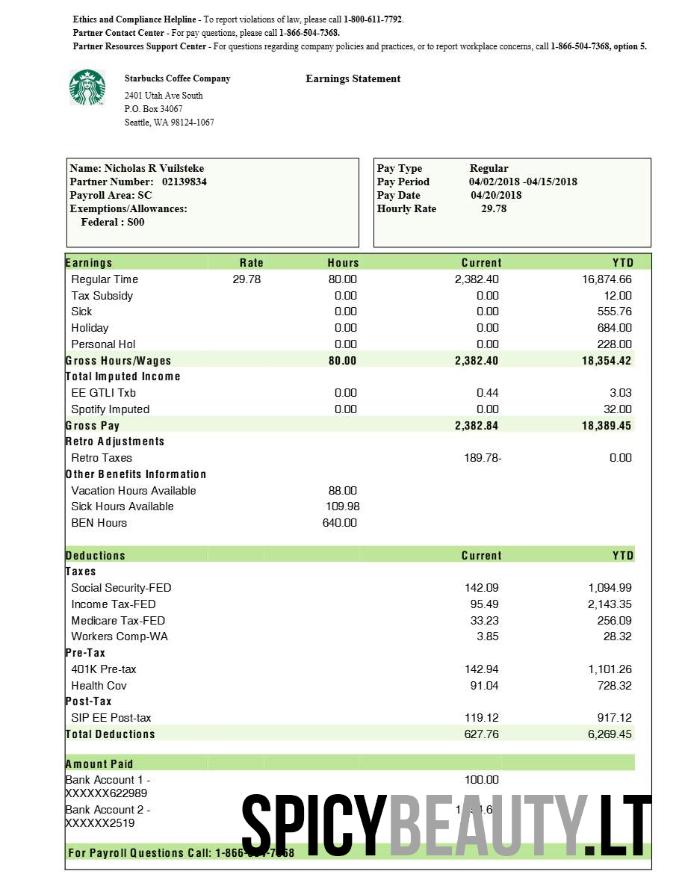 Ethics and Compliance Helpline - To report violations of law, please call 1-800-611-7792.
Partner Contact Center - For pay questions, please call 1-866-504-7368.
Partner Resources Support Center - For questions regarding company policies and practices, or to report workplace concerns, call 1-866-504-7368, option 5.
Starbucks Coffee Company Earnings Statement
2401 Utah Ave South
P.O. Box 34067
Seattle, WA 98124-1067
Name: Nicholas R Vuilsteke
Partner Number: 02139834
Payroll Area: SC
Exemptions/Allowances:
Federal : S00
Pay Type Regular
Pay Period 04/02/2018 -04/15/2018
Pay Date 04/20/2018
Hourly Rate 29.78
Earnings Rate Hours Current YTD
Regular Time 29.78 80.00 2,382.40 16,874.66
Tax Subsidy 0.00 0.00 12.00
Sick 0.00 0.00 555.76
Holiday 0.00 0.00 684.00
Personal Hol 0.00 0.00 228.00
Gross Hours/Wages 80.00 2,382.40 18,354.42
Total Imputed Income
EE GTLI Txb 0.00 0.44 3.03
Spotify Imputed 0.00 0.00 32.00
Gross Pay 2,382.84 18,389.45
Retro Adjustments
Retro Taxes 189.78- 0.00
Other Benefits Information
Vacation Hours Available 88.00
Sick Hours Available 109.98
BEN Hours 640.00
Deductions Current YTD
Taxes
Social Security-FED 142.09 1,094.99
Income Tax-FED 95.49 2,143.35
Medicare Tax-FED 33.23 256.09
Workers Comp-WA 3.85 28.32
Pre-Tax
401K Pre-tax 142.94 1,101.26
Health Cov 91.04 728.32
Post-Tax
SIP EE Post-tax 119.12 917.12
Total Deductions 627.76 6,269.45
Amount Paid
Bank Account 1 - 100.00
XXXXXX622989
Bank Account 2 -
XXXXXX2519
SPICYBEAUTY.LT
For Payroll Questions Call: